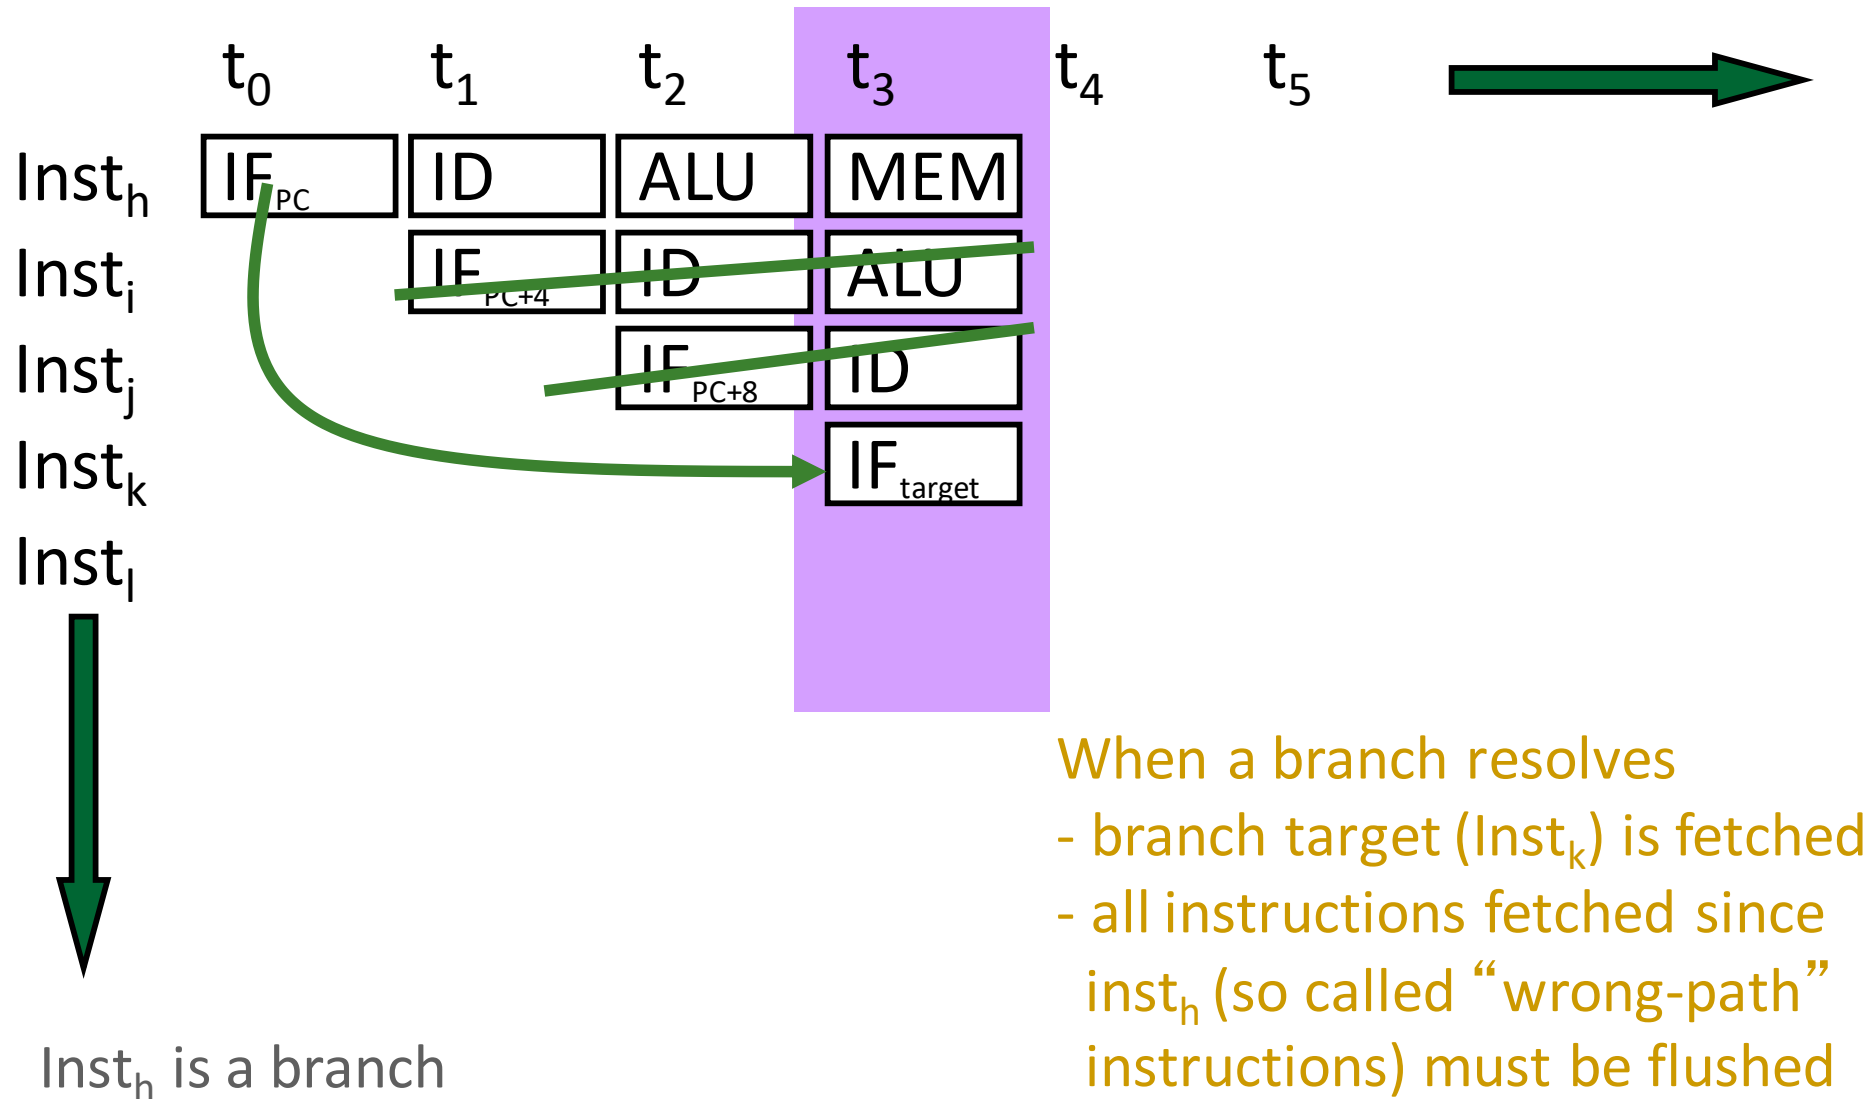 t0 t1 t2 t3 t4 t5
Insth IFPC ID ALU MEM
Insti IFPC+4 ID ALU
Instj IFPC+8 ID
Instk IFtarget
Instl
When a branch resolves
- branch target (Instk) is fetched
- all instructions fetched since
insth (so called “wrong-path”
instructions) must be flushed
Insth is a branch